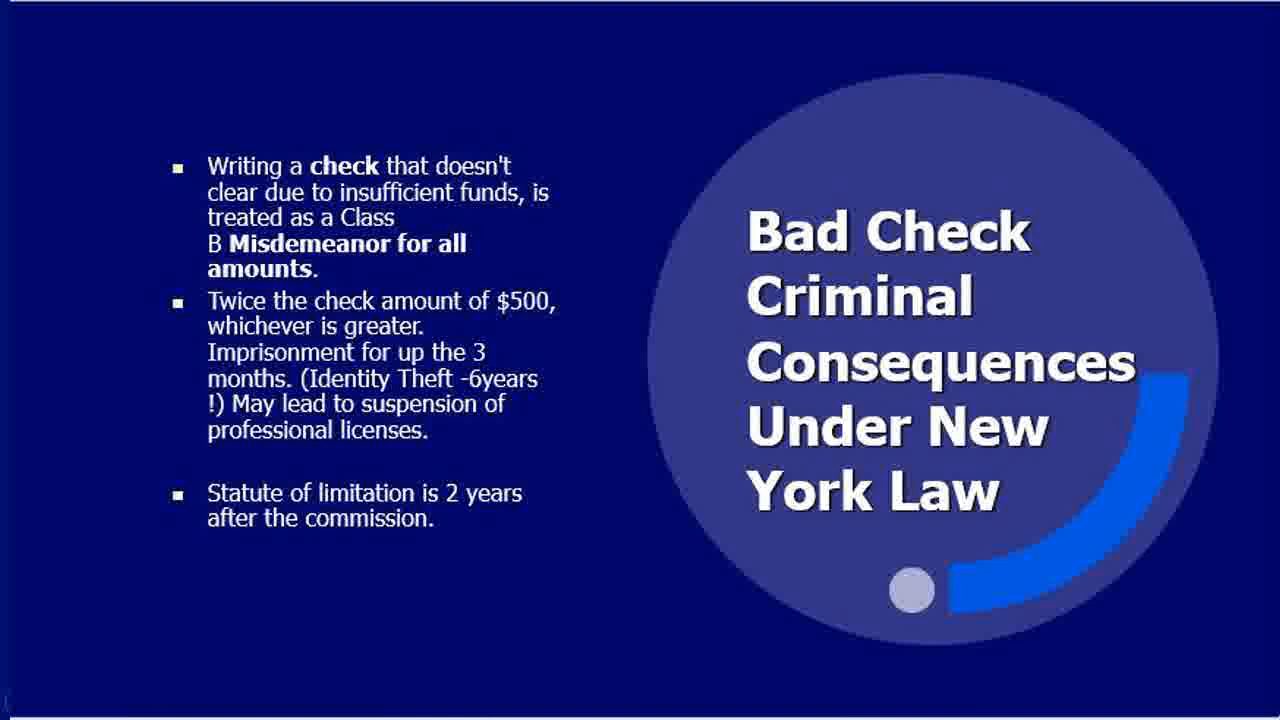 Writing a check that doesn't
clear due to insufficient funds, is
treated as a Class
B Misdemeanor for all
amounts.
Twice the check amount of $500,
whichever is greater.
Imprisonment for up the 3
months. (Identity Theft -6years
!) May lead to suspension of
professional licenses.
Statute of limitation is 2 years
after the commission.
Bad Check
Criminal
Consequences
Under New
York Law